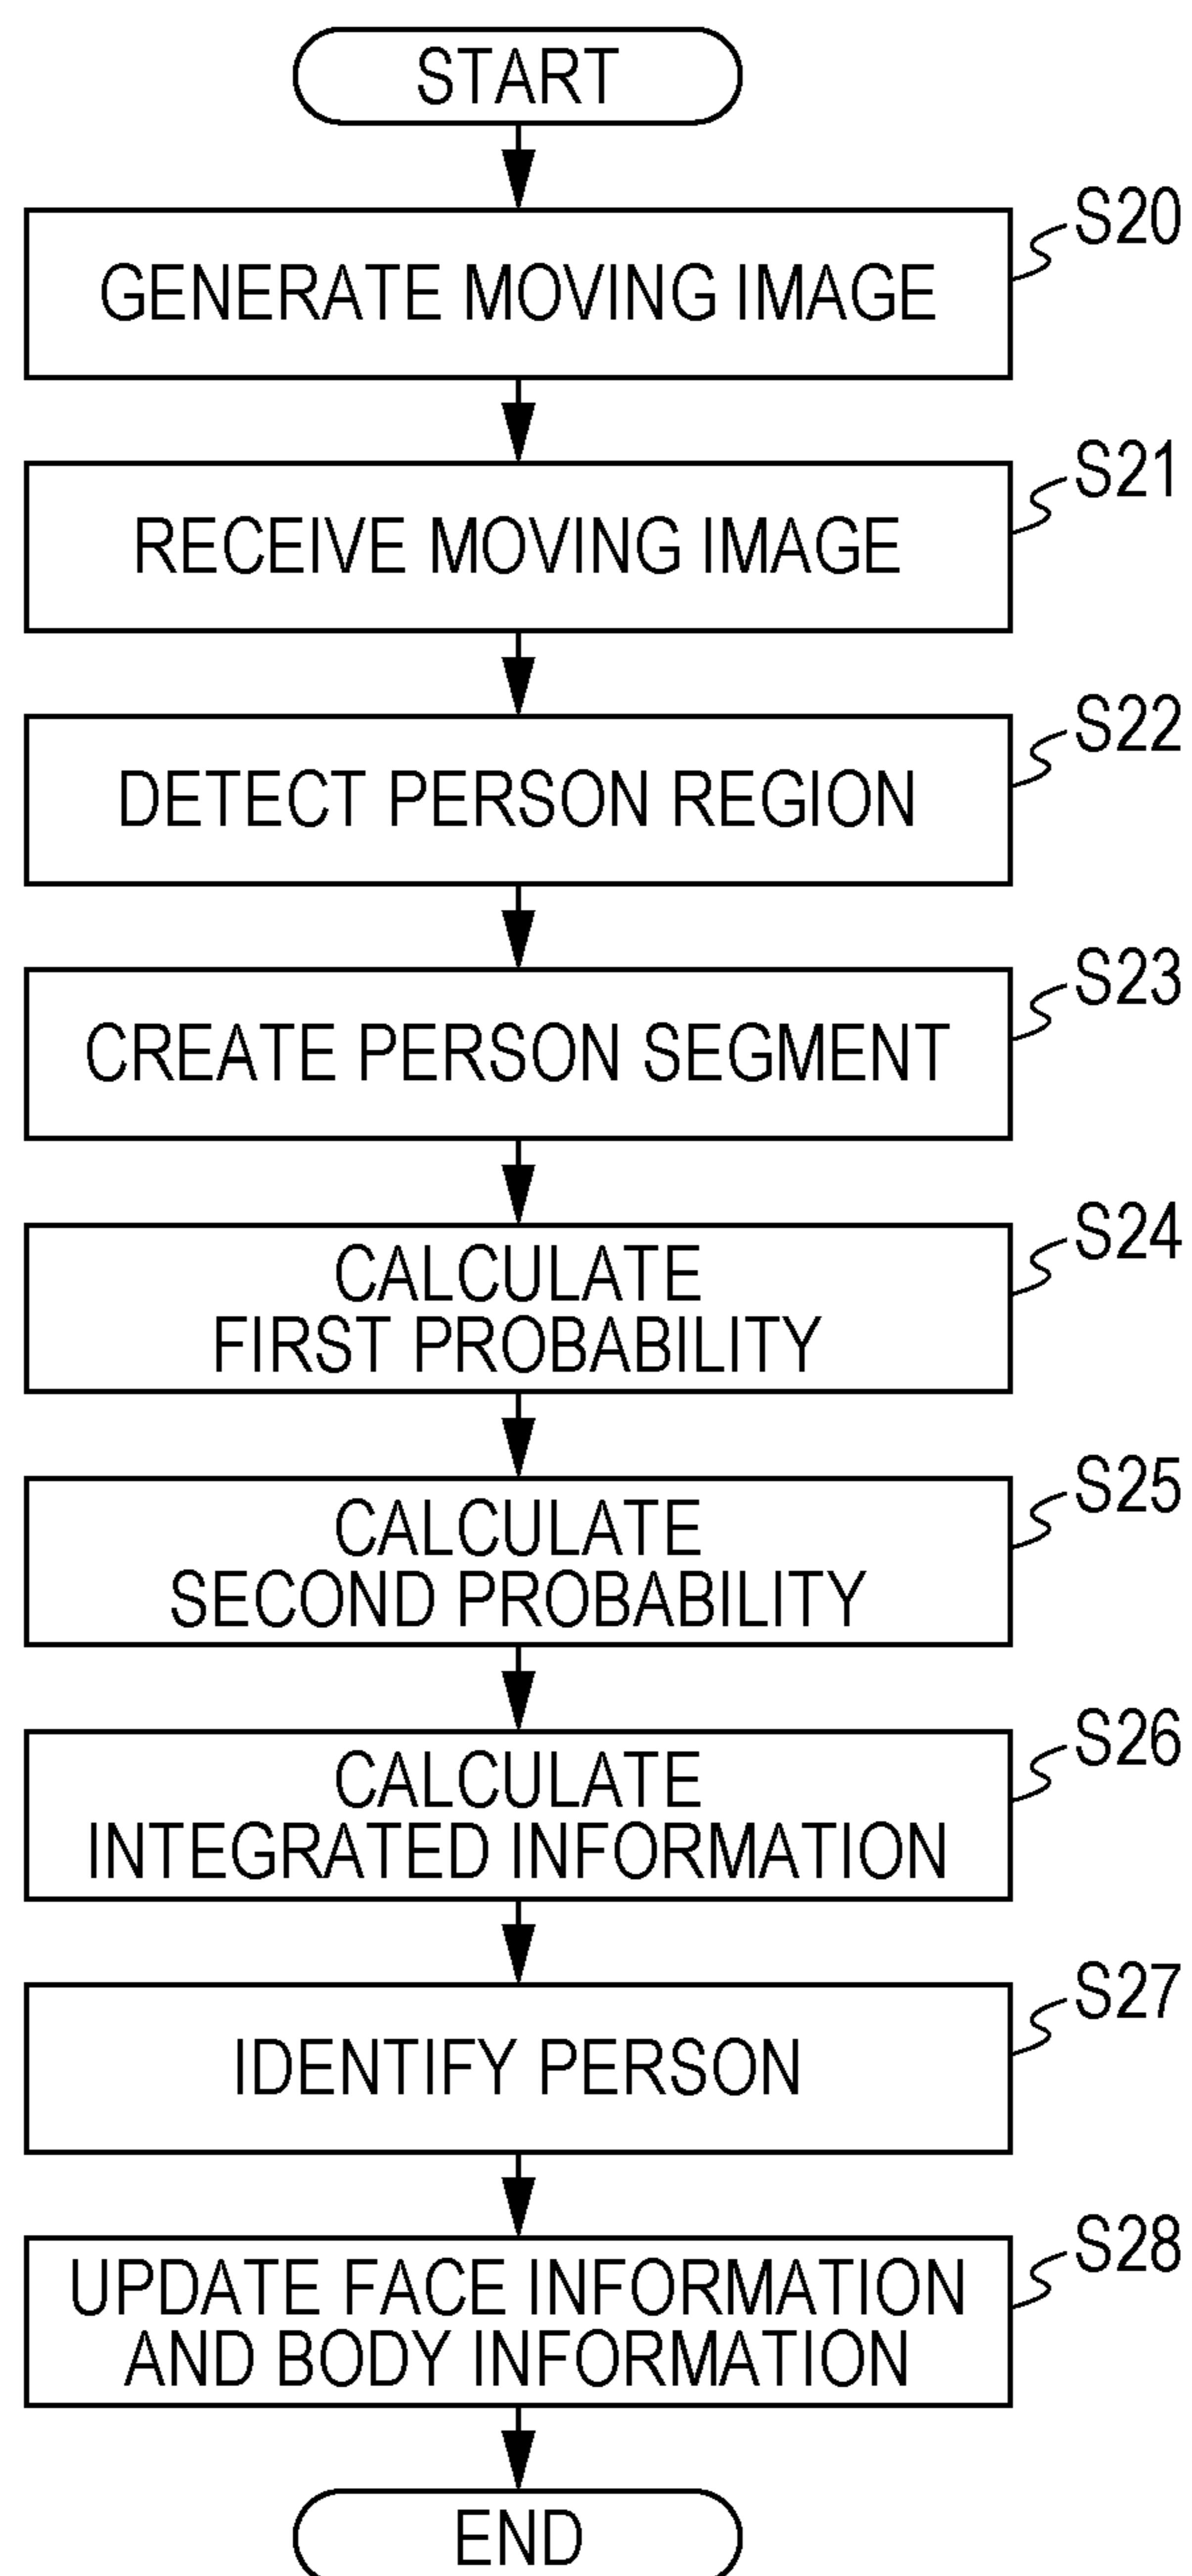 START
S20
GENERATE MOVING IMAGE
S21
RECEIVE MOVING IMAGE
S22
DETECT PERSON REGION
S23
CREATE PERSON SEGMENT
S24
CALCULATE
FIRST PROBABILITY
S25
CALCULATE
SECOND PROBABILITY
S26
CALCULATE
INTEGRATED INFORMATION
S27
IDENTIFY PERSON
S28
UPDATE FACE INFORMATION
AND BODY INFORMATION
END